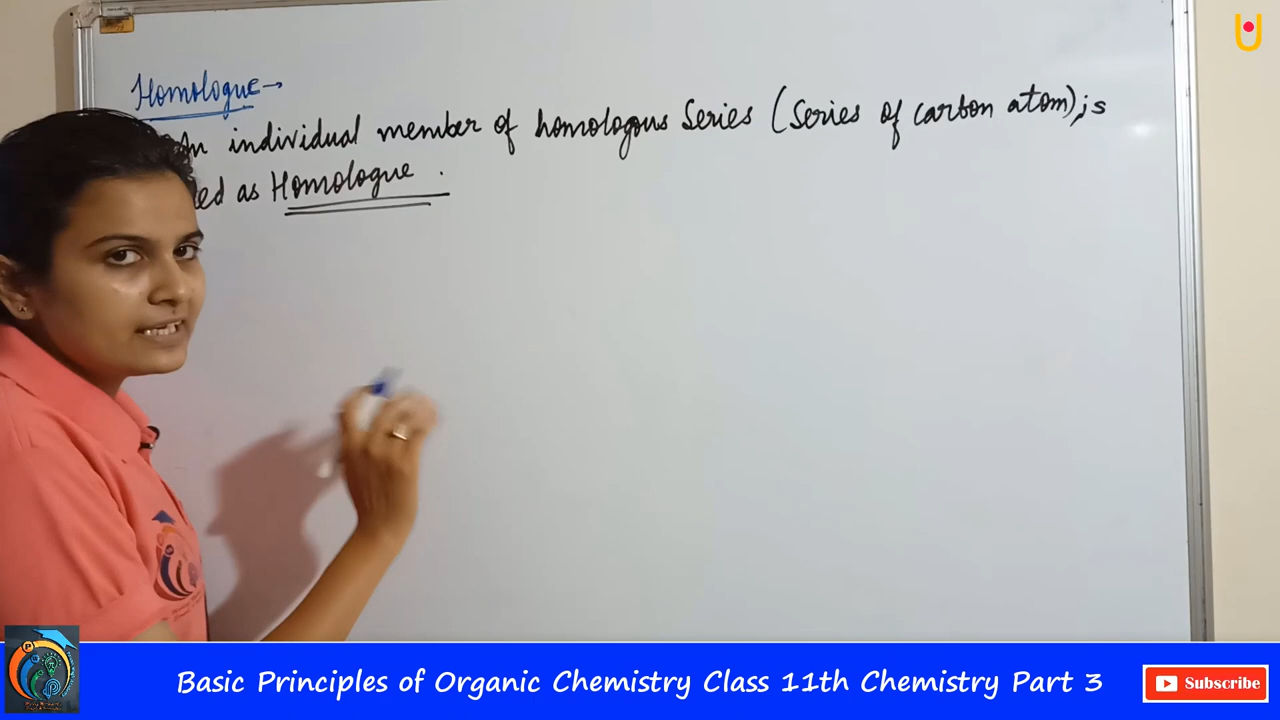 Homologue →
An individual member of homologous Series (Series of carbon atom), is
as Homologue.
Basic Principles of Organic Chemistry Class 11th Chemistry Part 3
Subscribe